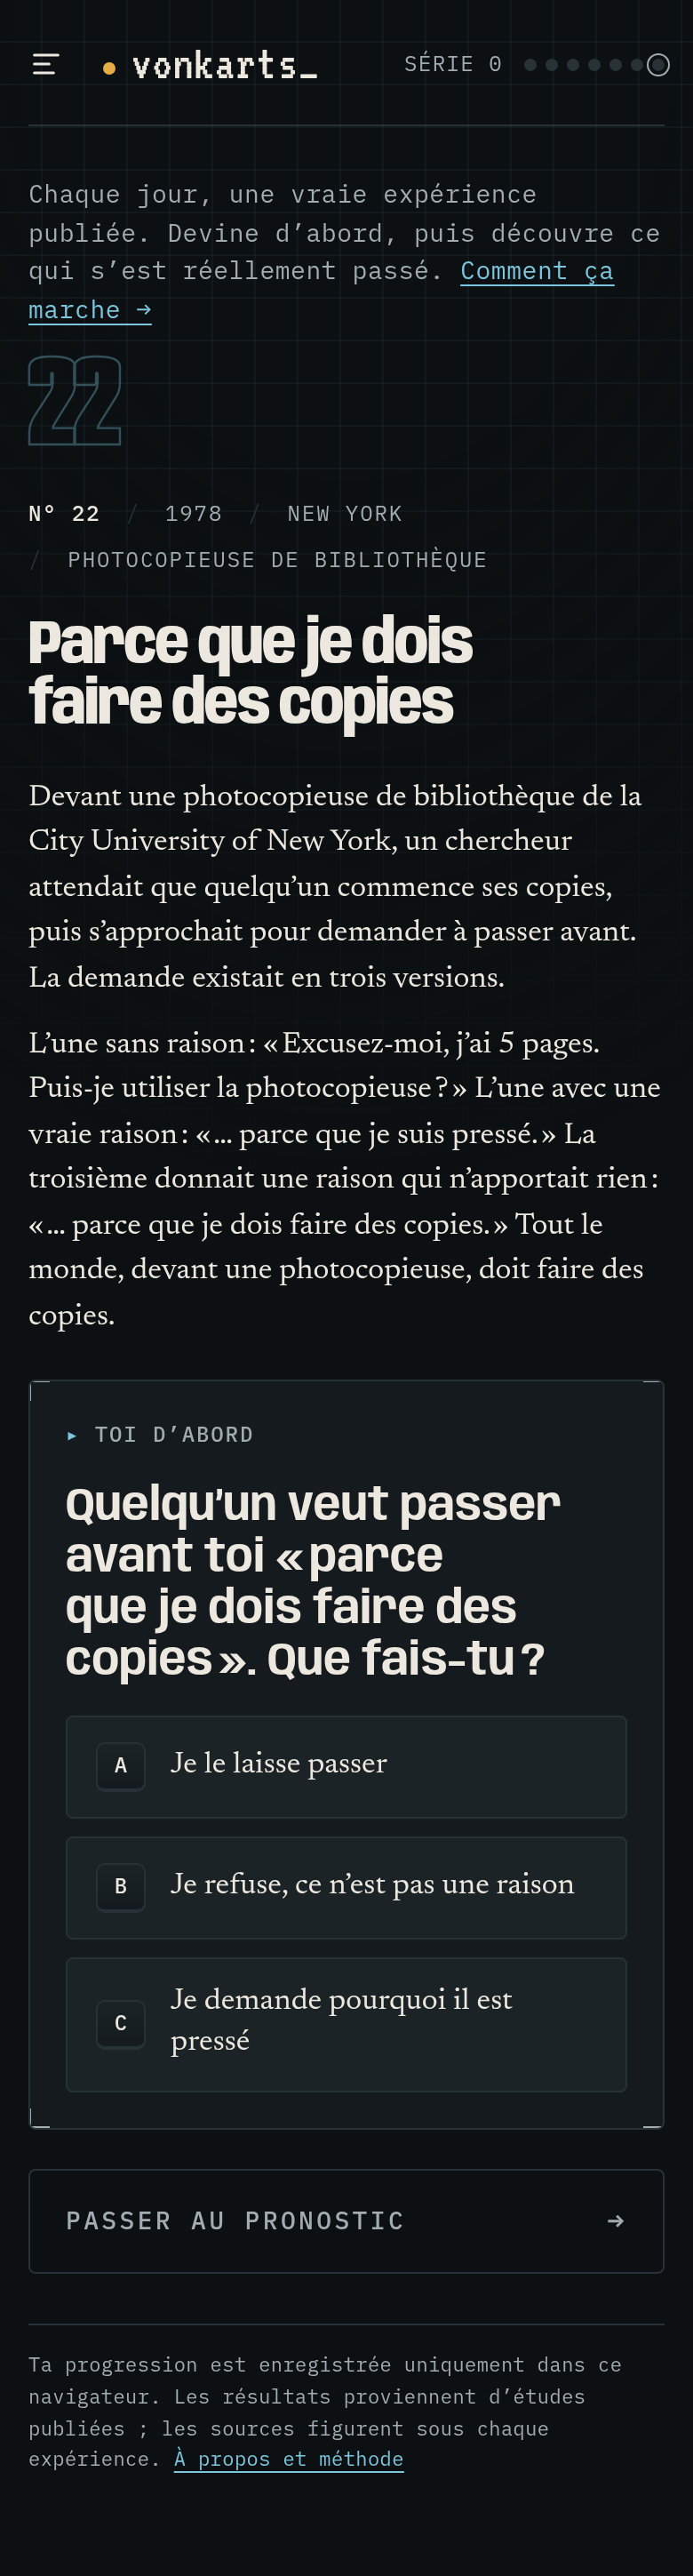 vonkarts_
SÉRIE 0
Chaque jour, une vraie expérience
publiée. Devine d’abord, puis découvre ce
qui s’est réellement passé. Comment ça
marche →
22
N° 22 / 1978 / NEW YORK
/ PHOTOCOPIEUSE DE BIBLIOTHÈQUE
Parce que je dois
faire des copies
Devant une photocopieuse de bibliothèque de la
City University of New York, un chercheur
attendait que quelqu’un commence ses copies,
puis s’approchait pour demander à passer avant.
La demande existait en trois versions.
L’une sans raison : « Excusez-moi, j’ai 5 pages.
Puis-je utiliser la photocopieuse ? » L’une avec une
vraie raison : « … parce que je suis pressé. » La
troisième donnait une raison qui n’apportait rien :
« … parce que je dois faire des copies. » Tout le
monde, devant une photocopieuse, doit faire des
copies.
▸ TOI D’ABORD
Quelqu’un veut passer
avant toi « parce
que je dois faire des
copies ». Que fais-tu ?
A Je le laisse passer
B Je refuse, ce n’est pas une raison
C Je demande pourquoi il est
pressé
PASSER AU PRONOSTIC →
Ta progression est enregistrée uniquement dans ce
navigateur. Les résultats proviennent d’études
publiées ; les sources figurent sous chaque
expérience. À propos et méthode